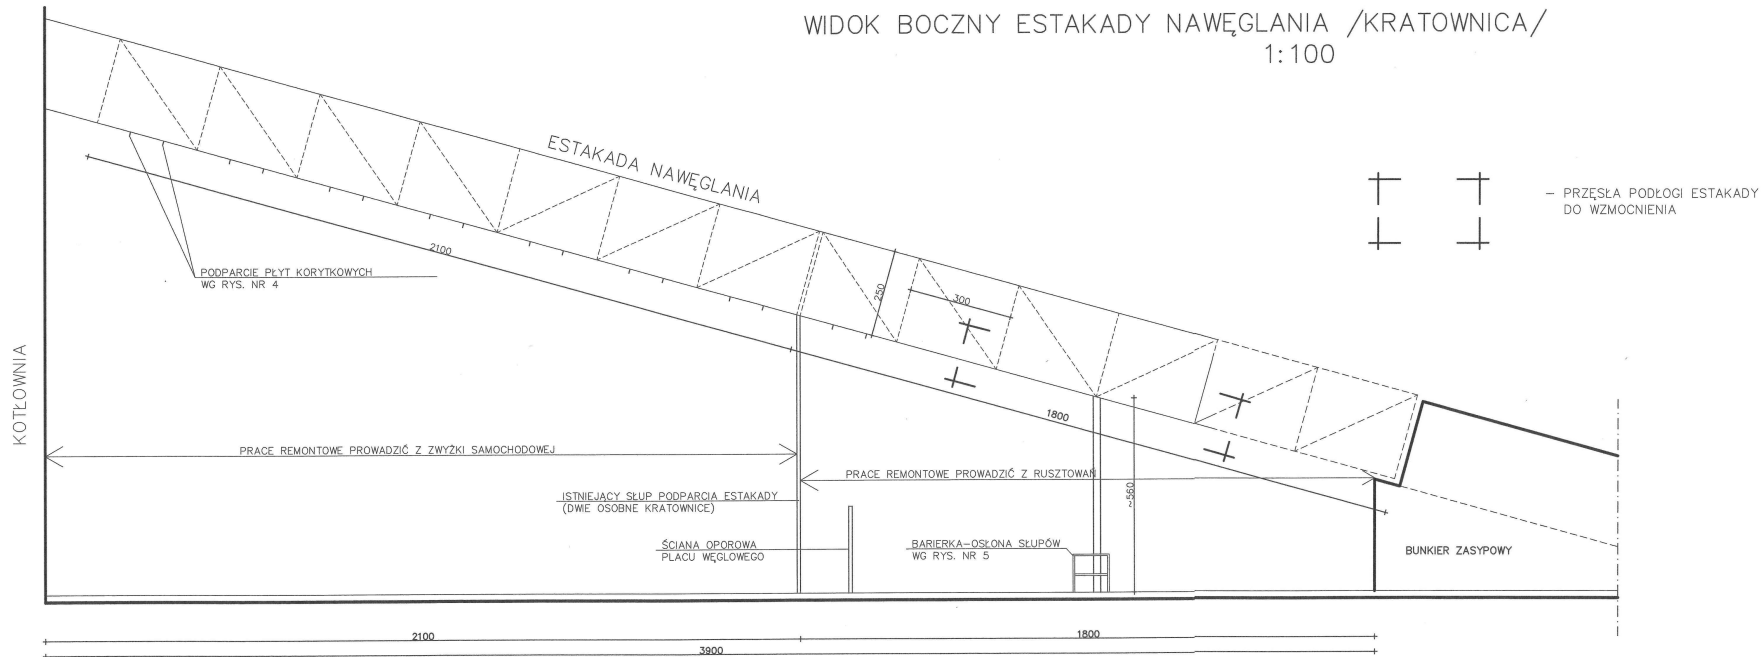 WIDOK BOCZNY ESTAKADY NAWĘGLANIA /KRATOWNICA/
1:100
ESTAKADA NAWĘGLANIA
– PRZĘSŁA PODŁOGI ESTAKADY
DO WZMOCNIENIA
2100
PODPARCIE PŁYT KORYTKOWYCH
WG RYS. NR 4
250
300
KOTŁOWNIA
1800
PRACE REMONTOWE PROWADZIĆ Z ZWYŻKI SAMOCHODOWEJ
PRACE REMONTOWE PROWADZIĆ Z RUSZTOWAŃ
ISTNIEJĄCY SŁUP PODPARCIA ESTAKADY
(DWIE OSOBNE KRATOWNICE)
~560
ŚCIANA OPOROWA
PLACU WĘGLOWEGO
BARIERKA–OSŁONA SŁUPÓW
WG RYS. NR 5
BUNKIER ZASYPOWY
2100
1800
3900